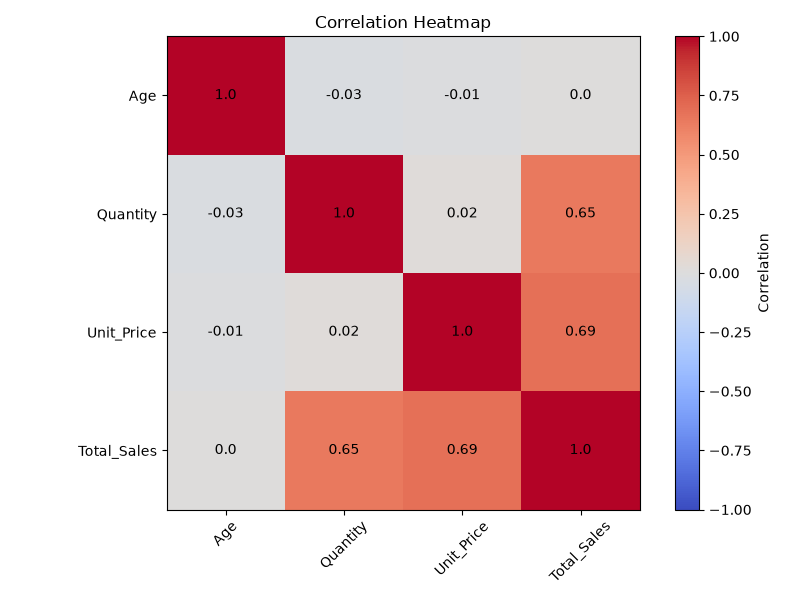 Correlation Heatmap
Age 1.0 -0.03 -0.01 0.0
Quantity -0.03 1.0 0.02 0.65
Unit_Price -0.01 0.02 1.0 0.69
Total_Sales 0.0 0.65 0.69 1.0
Age Quantity Unit_Price Total_Sales
1.00
0.75
0.50
0.25
0.00
−0.25
−0.50
−0.75
−1.00
Correlation